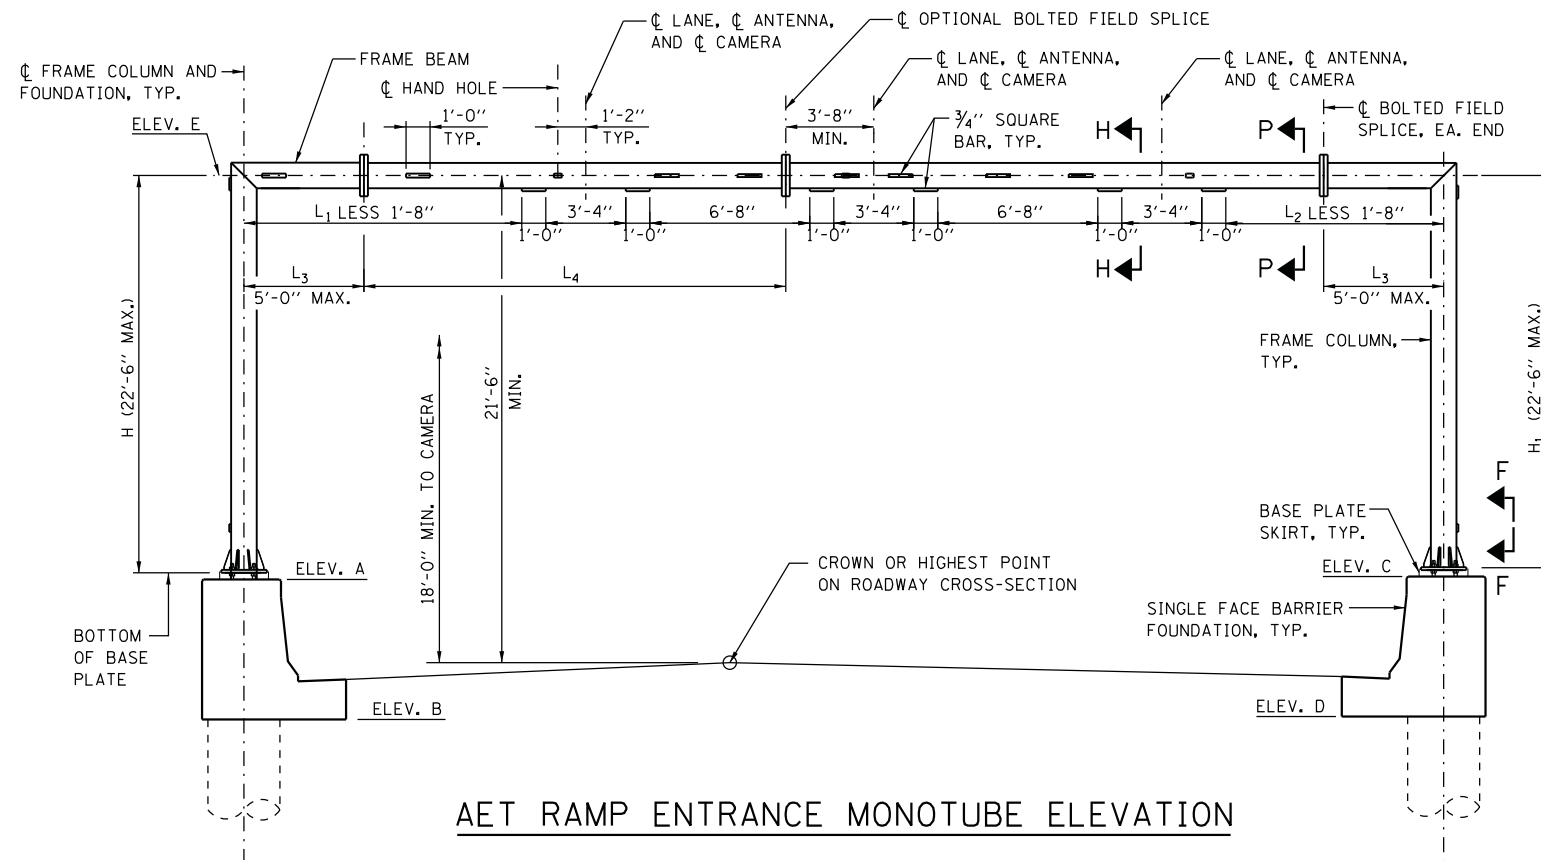 ℄ LANE, ℄ ANTENNA,
AND ℄ CAMERA
℄ OPTIONAL BOLTED FIELD SPLICE
FRAME BEAM
℄ LANE, ℄ ANTENNA,
AND ℄ CAMERA
℄ LANE, ℄ ANTENNA,
AND ℄ CAMERA
℄ FRAME COLUMN AND
FOUNDATION, TYP.
℄ HAND HOLE
ELEV. E
1'-0''
TYP.
1'-2''
TYP.
3'-8''
MIN.
3/4'' SQUARE
BAR, TYP.
H
P
℄ BOLTED FIELD
SPLICE, EA. END
L1 LESS 1'-8''
3'-4''
6'-8''
3'-4''
6'-8''
3'-4''
L2 LESS 1'-8''
1'-0''
1'-0''
1'-0''
1'-0''
1'-0''
1'-0''
H
P
L3
5'-0'' MAX.
L4
L3
5'-0'' MAX.
H (22'-6'' MAX.)
18'-0'' MIN. TO CAMERA
21'-6''
MIN.
FRAME COLUMN,
TYP.
H1 (22'-6'' MAX.)
F
BASE PLATE
SKIRT, TYP.
ELEV. A
CROWN OR HIGHEST POINT
ON ROADWAY CROSS-SECTION
ELEV. C
F
SINGLE FACE BARRIER
FOUNDATION, TYP.
BOTTOM
OF BASE
PLATE
ELEV. B
ELEV. D
AET RAMP ENTRANCE MONOTUBE ELEVATION